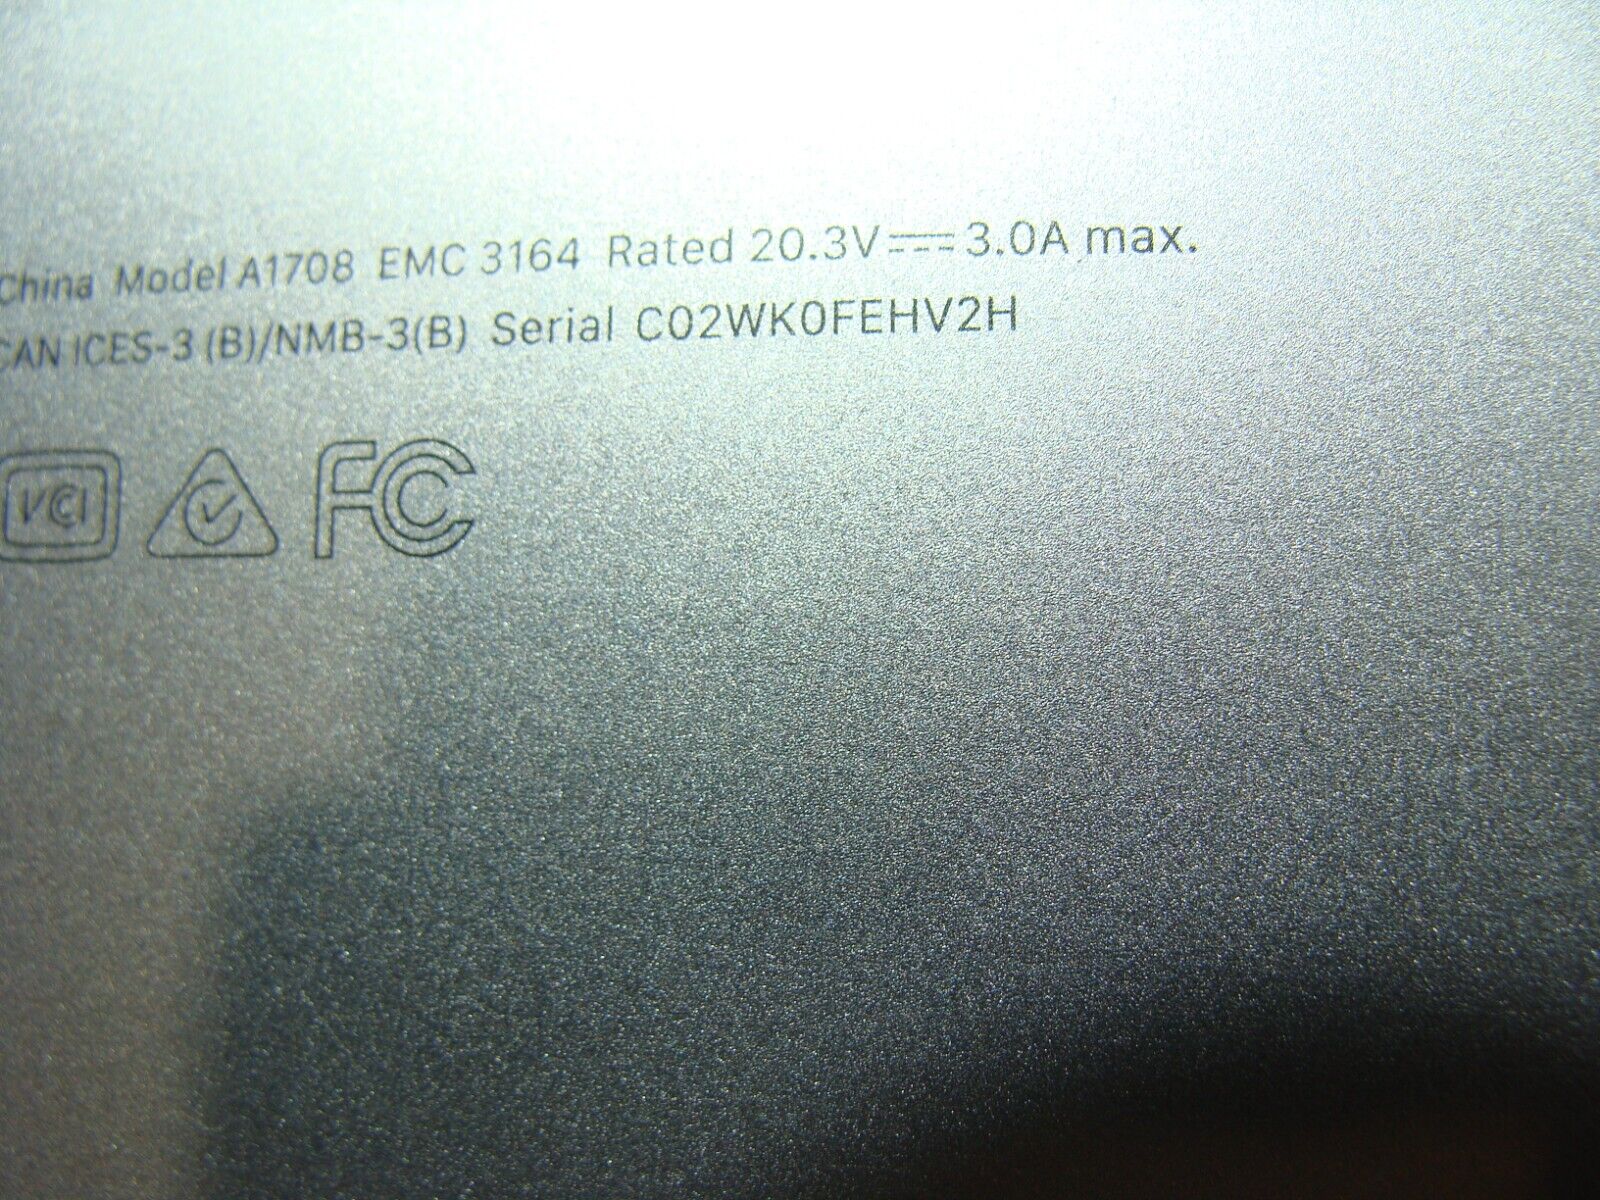 China Model A1708 EMC 3164 Rated 20.3V⎓3.0A max.
CAN ICES-3 (B)/NMB-3(B) Serial C02WK0FEHV2H
VCI FC